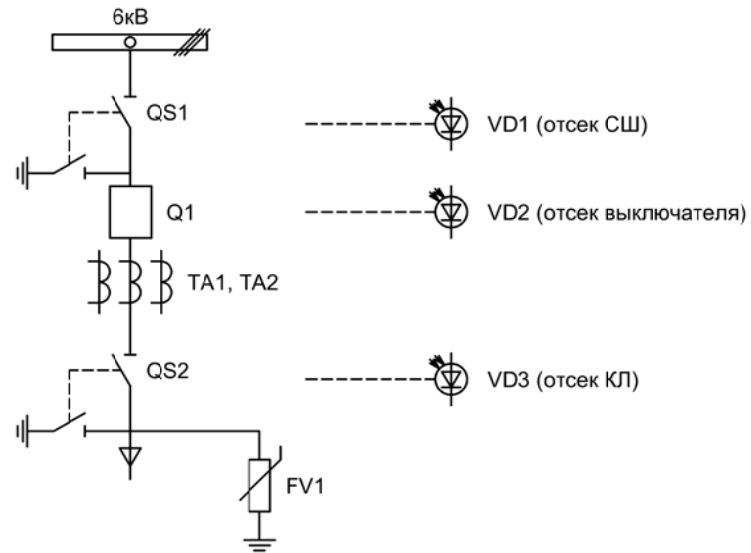 6кВ
QS1
VD1 (отсек СШ)
Q1
VD2 (отсек выключателя)
TA1, TA2
QS2
VD3 (отсек КЛ)
FV1